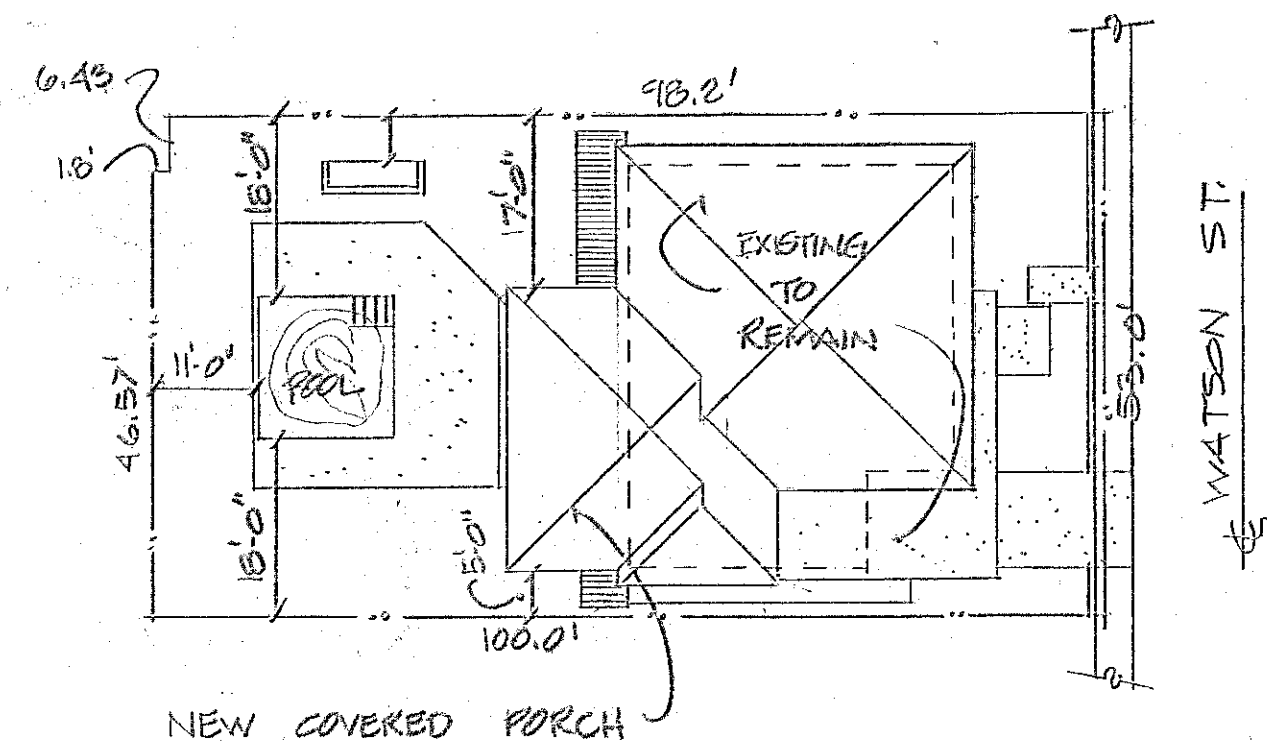 6.43
98.2'
1.8'
18'-0"
17'-0"
EXISTING
TO
REMAIN
WATSON ST.
53.0'
11'-0"
POOL
46.57'
18'-0"
5'-0"
100.0'
NEW COVERED PORCH